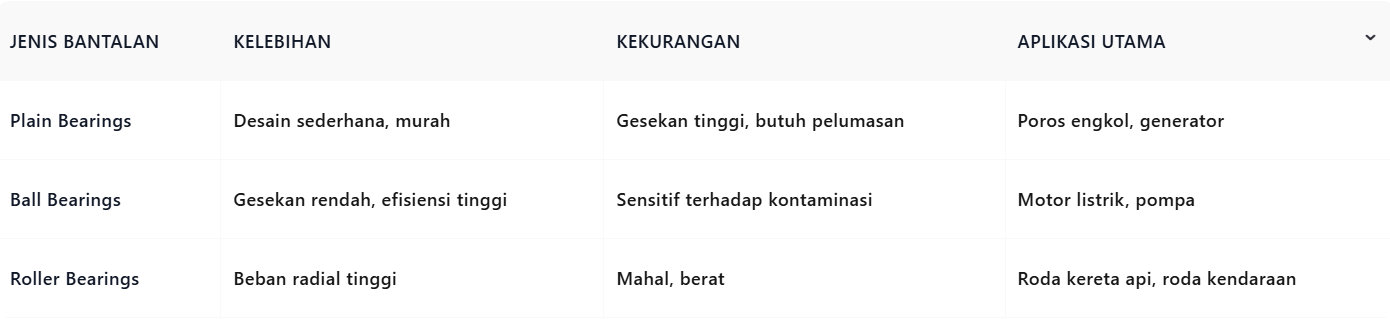 JENIS BANTALAN KELEBIHAN KEKURANGAN APLIKASI UTAMA
Plain Bearings Desain sederhana, murah Gesekan tinggi, butuh pelumasan Poros engkol, generator
Ball Bearings Gesekan rendah, efisiensi tinggi Sensitif terhadap kontaminasi Motor listrik, pompa
Roller Bearings Beban radial tinggi Mahal, berat Roda kereta api, roda kendaraan